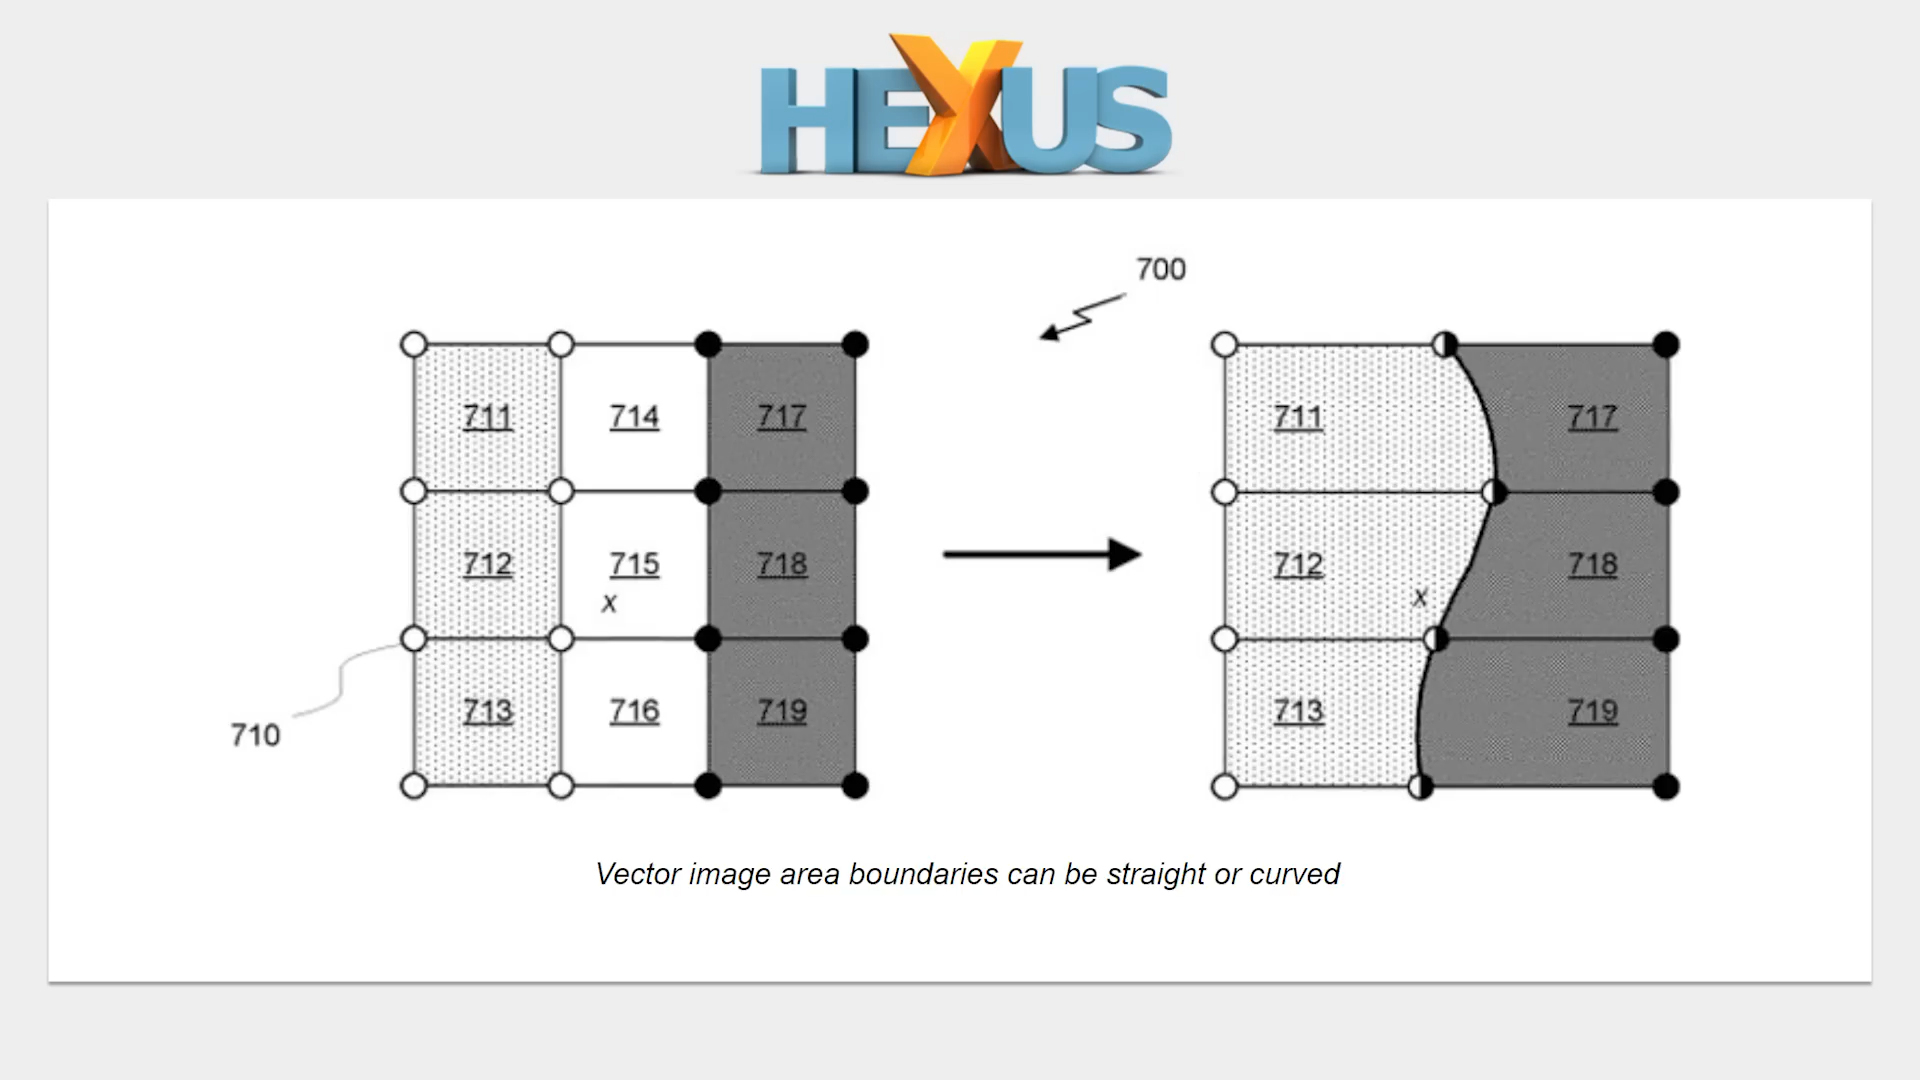 HEXUS
700
711 714 717
712 715 718
x
713 716 719
710
711 717
712 718
x
713 719
Vector image area boundaries can be straight or curved